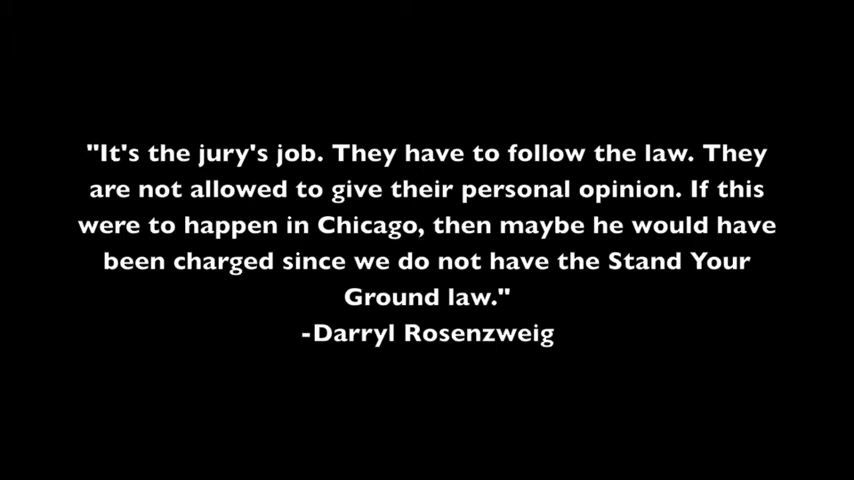 "It's the jury's job. They have to follow the law. They
are not allowed to give their personal opinion. If this
were to happen in Chicago, then maybe he would have
been charged since we do not have the Stand Your
Ground law."
-Darryl Rosenzweig